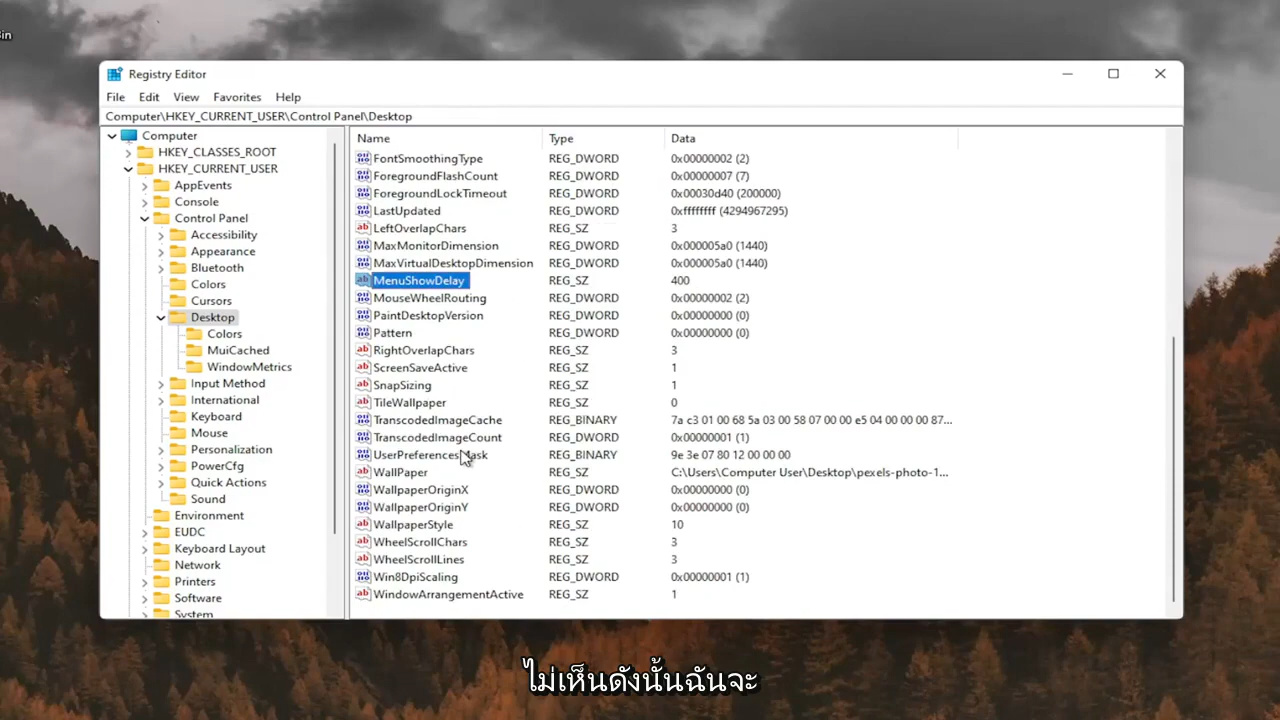 in
Registry Editor
File Edit View Favorites Help
Computer\HKEY_CURRENT_USER\Control Panel\Desktop
Computer
HKEY_CLASSES_ROOT
HKEY_CURRENT_USER
AppEvents
Console
Control Panel
Accessibility
Appearance
Bluetooth
Colors
Cursors
Desktop
Colors
MuiCached
WindowMetrics
Input Method
International
Keyboard
Mouse
Personalization
PowerCfg
Quick Actions
Sound
Environment
EUDC
Keyboard Layout
Network
Printers
Software
System
Name Type Data
FontSmoothingType REG_DWORD 0x00000002 (2)
ForegroundFlashCount REG_DWORD 0x00000007 (7)
ForegroundLockTimeout REG_DWORD 0x00030d40 (200000)
LastUpdated REG_DWORD 0xffffffff (4294967295)
LeftOverlapChars REG_SZ 3
MaxMonitorDimension REG_DWORD 0x000005a0 (1440)
MaxVirtualDesktopDimension REG_DWORD 0x000005a0 (1440)
MenuShowDelay REG_SZ 400
MouseWheelRouting REG_DWORD 0x00000002 (2)
PaintDesktopVersion REG_DWORD 0x00000000 (0)
Pattern REG_DWORD 0x00000000 (0)
RightOverlapChars REG_SZ 3
ScreenSaveActive REG_SZ 1
SnapSizing REG_SZ 1
TileWallpaper REG_SZ 0
TranscodedImageCache REG_BINARY 7a c3 01 00 68 5a 03 00 58 07 00 00 e5 04 00 00 00 87...
TranscodedImageCount REG_DWORD 0x00000001 (1)
UserPreferencesMask REG_BINARY 9e 3e 07 80 12 00 00 00
WallPaper REG_SZ C:\Users\Computer User\Desktop\pexels-photo-1...
WallpaperOriginX REG_DWORD 0x00000000 (0)
WallpaperOriginY REG_DWORD 0x00000000 (0)
WallpaperStyle REG_SZ 10
WheelScrollChars REG_SZ 3
WheelScrollLines REG_SZ 3
Win8DpiScaling REG_DWORD 0x00000001 (1)
WindowArrangementActive REG_SZ 1
ไม่เห็นดังนั้นฉันจะ